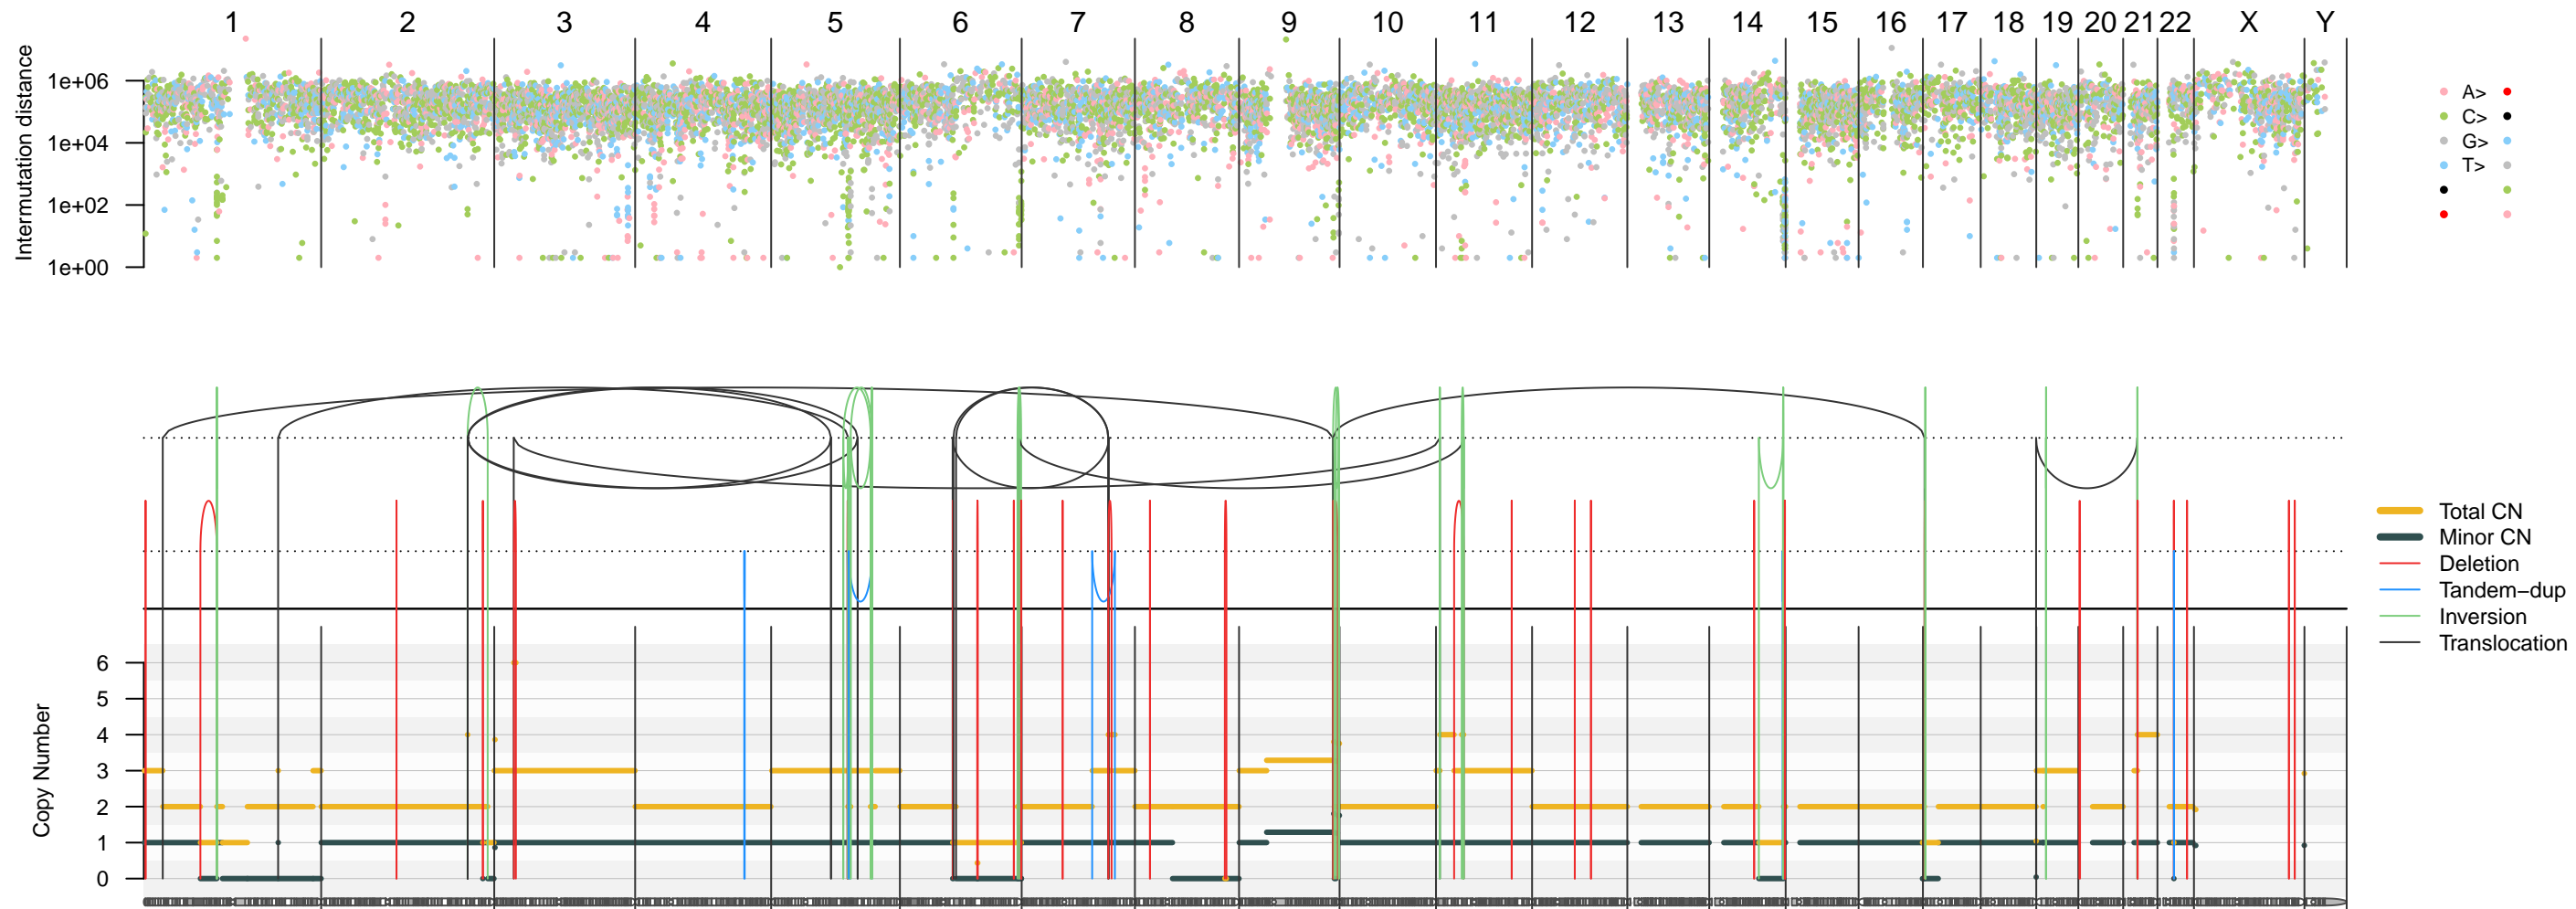 1 2 3 4 5 6 7 8 9 10 11 12 13 14 15 16 17 18 19 20 21 22 X Y
Intermutation distance
1e+06
1e+04
1e+02
1e+00
A>
C>
G>
T>
Total CN
Minor CN
Deletion
Tandem−dup
Inversion
Translocation
Copy Number
6
5
4
3
2
1
0